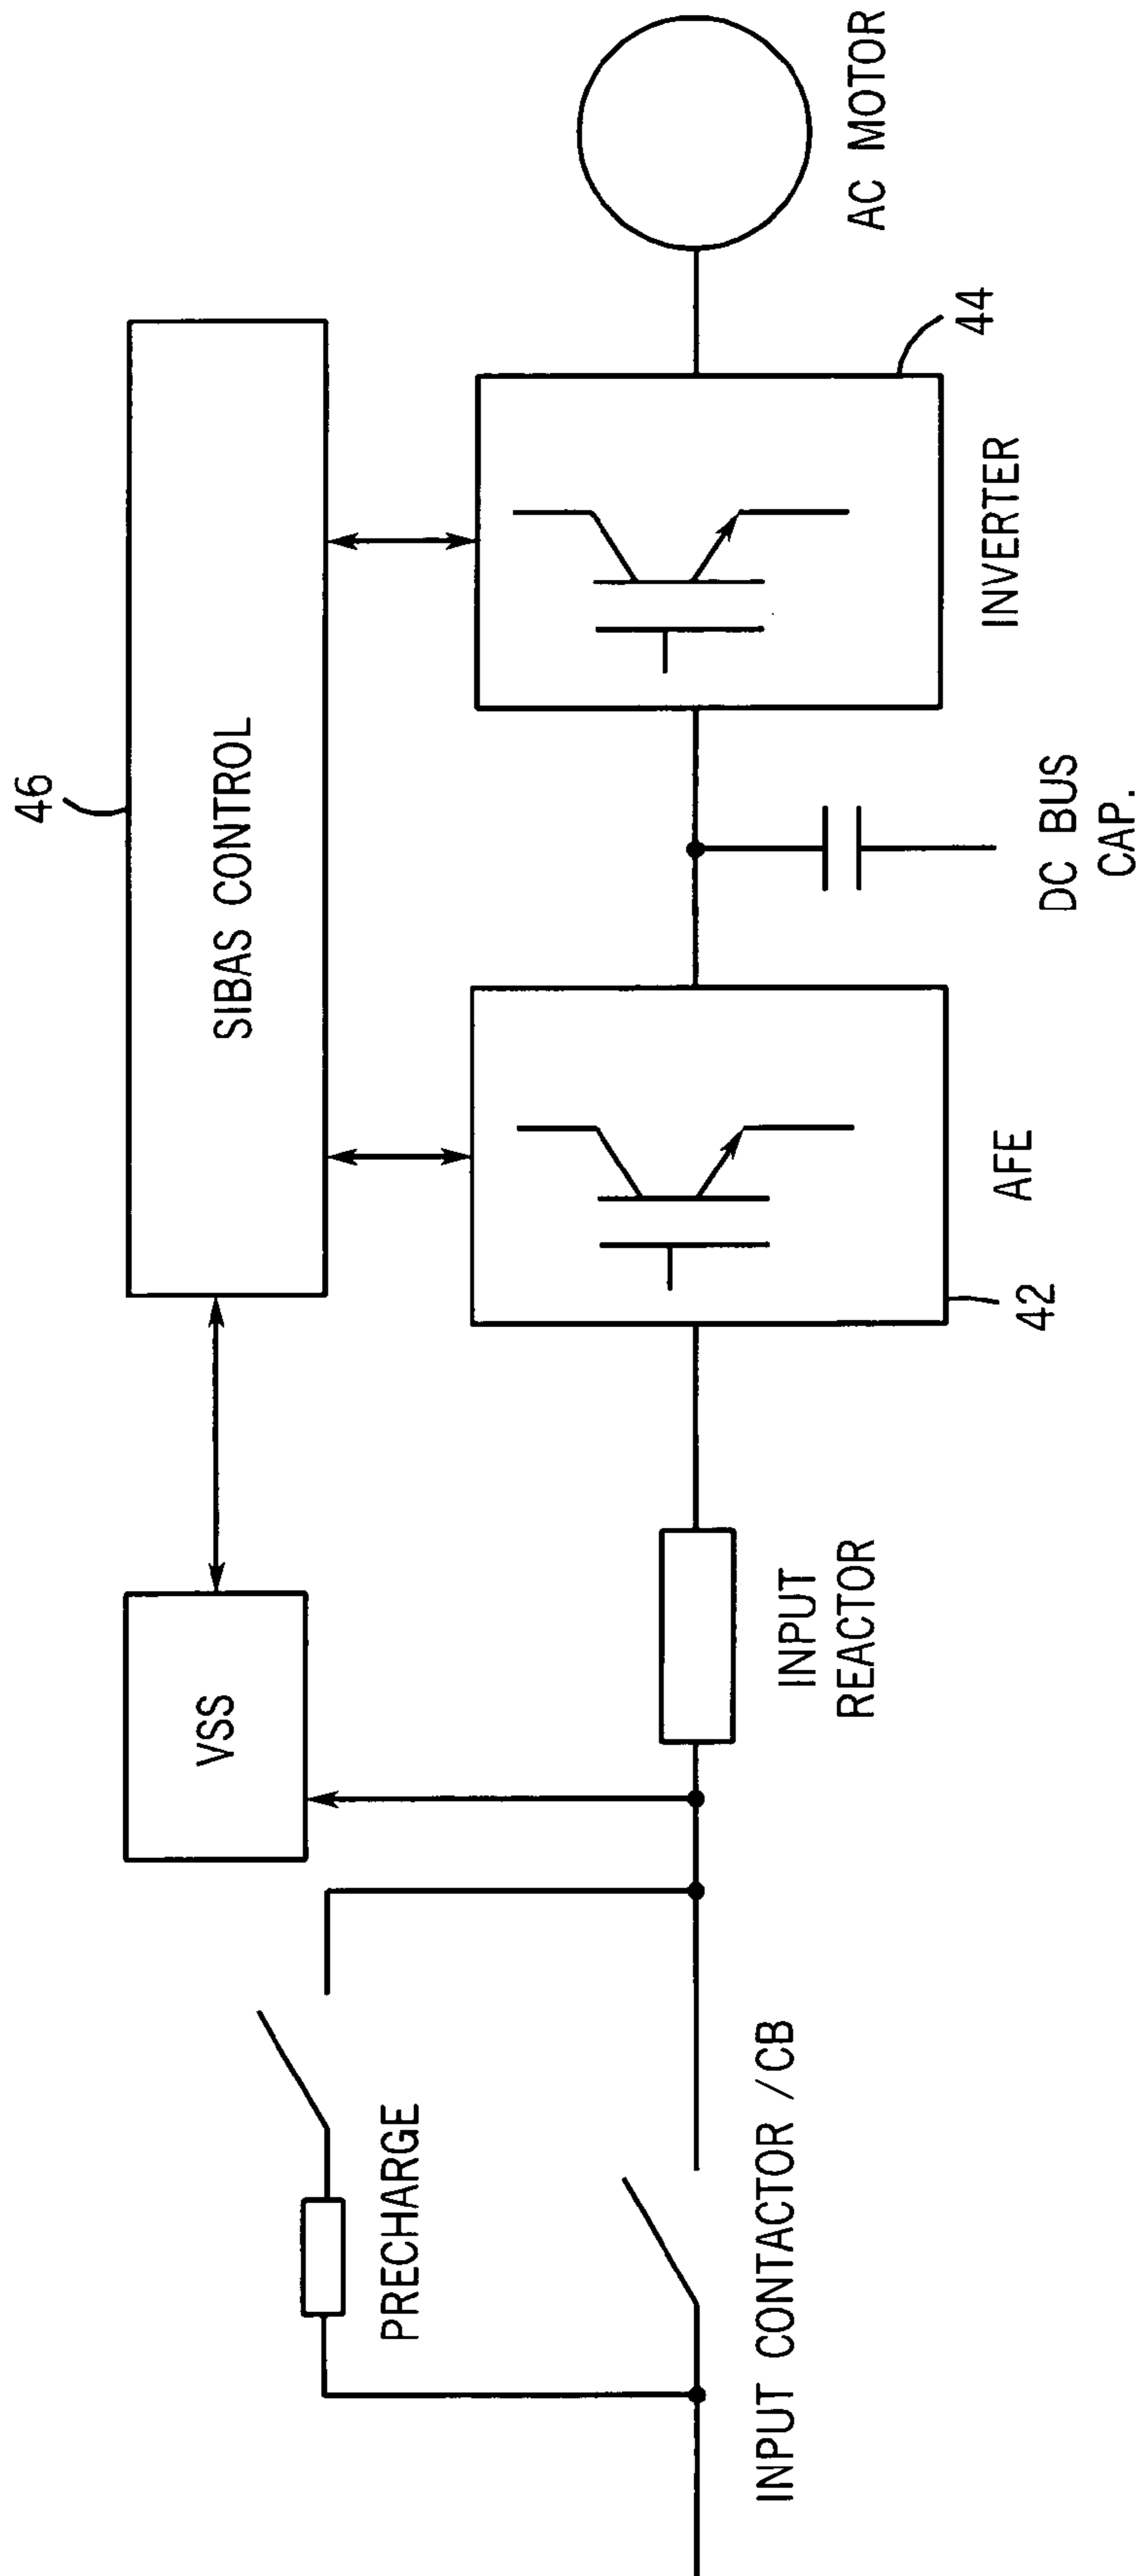 46
SIBAS CONTROL
VSS
PRECHARGE
INPUT CONTACTOR / CB
INPUT
REACTOR
42
AFE
DC BUS
CAP.
INVERTER
44
AC MOTOR